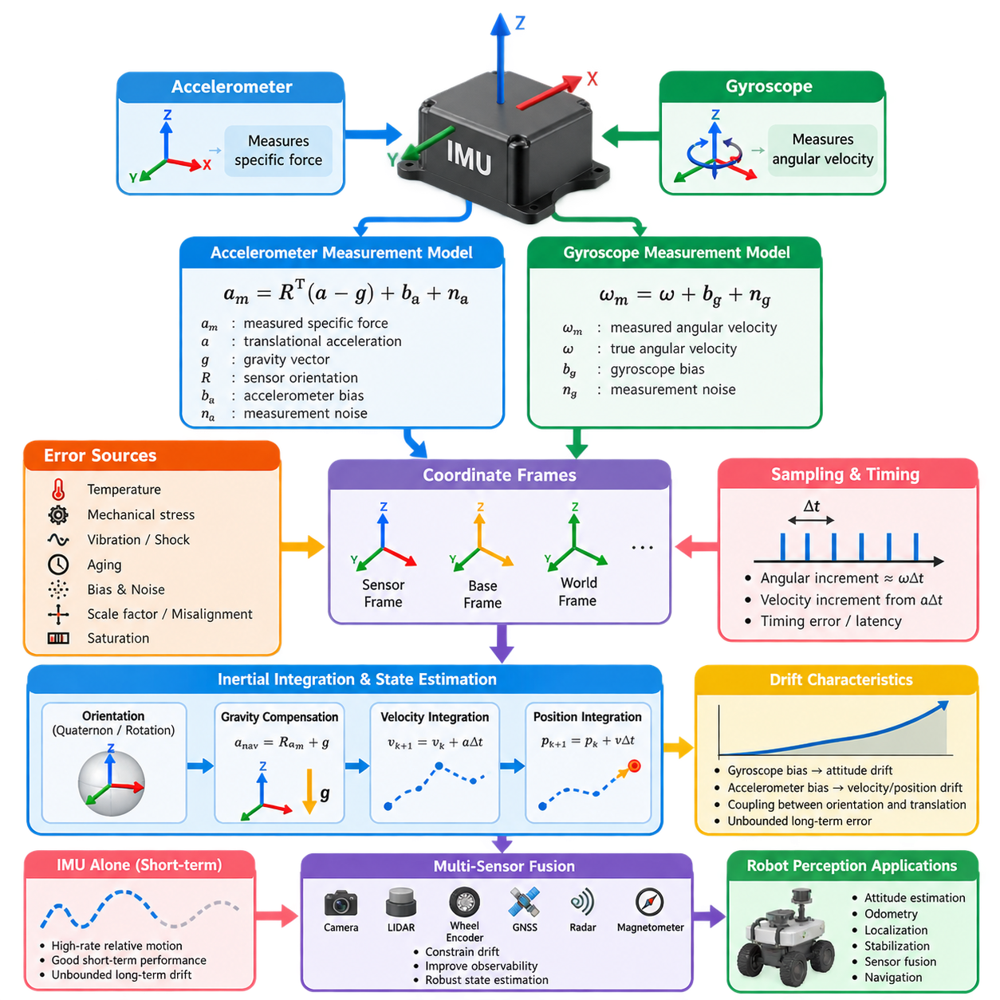 Z
X
Y
IMU
Accelerometer
Z
X
Y
Measures
specific force
Gyroscope
Z
Measures
angular velocity
Accelerometer Measurement Model
a_m = R^T(a − g) + b_a + n_a
a_m : measured specific force
a : translational acceleration
g : gravity vector
R : sensor orientation
b_a : accelerometer bias
n_a : measurement noise
Gyroscope Measurement Model
ω_m = ω + b_g + n_g
ω_m : measured angular velocity
ω : true angular velocity
b_g : gyroscope bias
n_g : measurement noise
Error Sources
Temperature
Mechanical stress
Vibration / Shock
Aging
Bias & Noise
Scale factor / Misalignment
Saturation
Coordinate Frames
Z
Y
Sensor
Frame
Z
Y
Base
Frame
Z
Y
World
Frame
...
Sampling & Timing
Δt
• Angular increment ≈ ωΔt
• Velocity increment from aΔt
• Timing error / latency
Inertial Integration & State Estimation
Orientation
(Quaternon / Rotation)
Z
Gravity Compensation
a_nav = Ra_m + g
Z
g
Velocity Integration
v_k+1 = v_k + aΔt
Position Integration
p_k+1 = p_k + vΔt
Drift Characteristics
• Gyroscope bias → attitude drift
• Accelerometer bias → velocity/position drift
• Coupling between orientation and translation
• Unbounded long-term error
IMU Alone (Short-term)
• High-rate relative motion
• Good short-term performance
• Unbounded long-term drift
Multi-Sensor Fusion
Camera
LIDAR
Wheel
Encoder
GNSS
Radar
Magnetometer
• Constrain drift
• Improve observability
• Robust state estimation
Robot Perception Applications
• Attitude estimation
• Odometry
• Localization
• Stabilization
• Sensor fusion
• Navigation